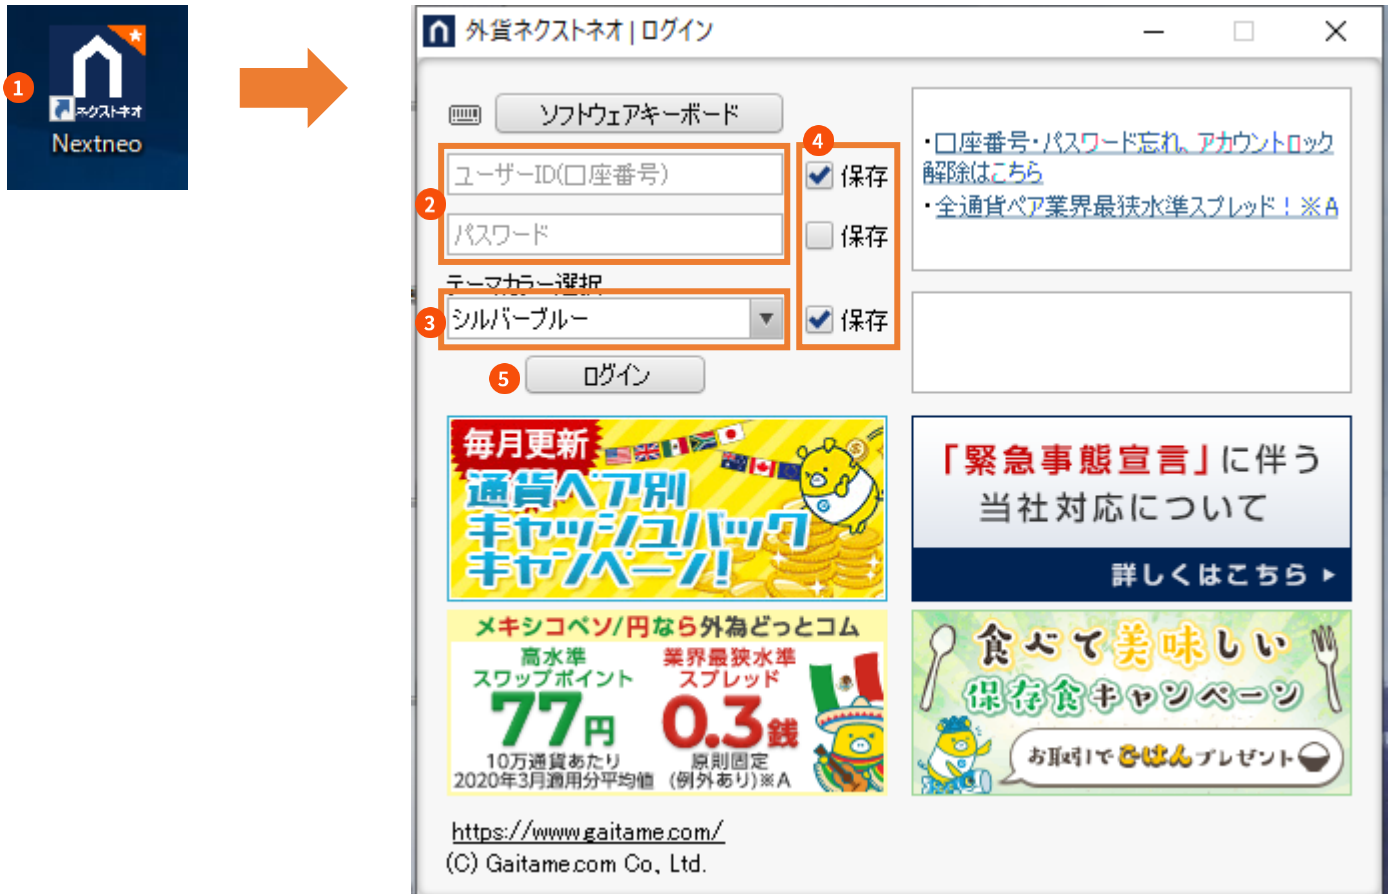 1
ネクストネオ
Nextneo
外貨ネクストネオ | ログイン
ソフトウェアキーボード
4
2
ユーザーID(口座番号)
保存
パスワード
保存
テーマカラー選択
3
シルバーブルー
保存
5
ログイン
・口座番号・パスワード忘れ、アカウントロック
解除はこちら
・全通貨ペア業界最狭水準スプレッド！※A
毎月更新
通貨ペア別
キャッシュバック
キャンペーン!
「緊急事態宣言」に伴う
当社対応について
詳しくはこちら
メキシコペソ/円なら外為どっとコム
高水準
スワップポイント
77円
10万通貨あたり
2020年3月適用分平均値
業界最狭水準
スプレッド
0.3銭
原則固定
(例外あり)※A
食べて美味しい
保存食キャンペーン
お取引でごはんプレゼント
https://www.gaitame.com/
(C) Gaitame.com Co., Ltd.